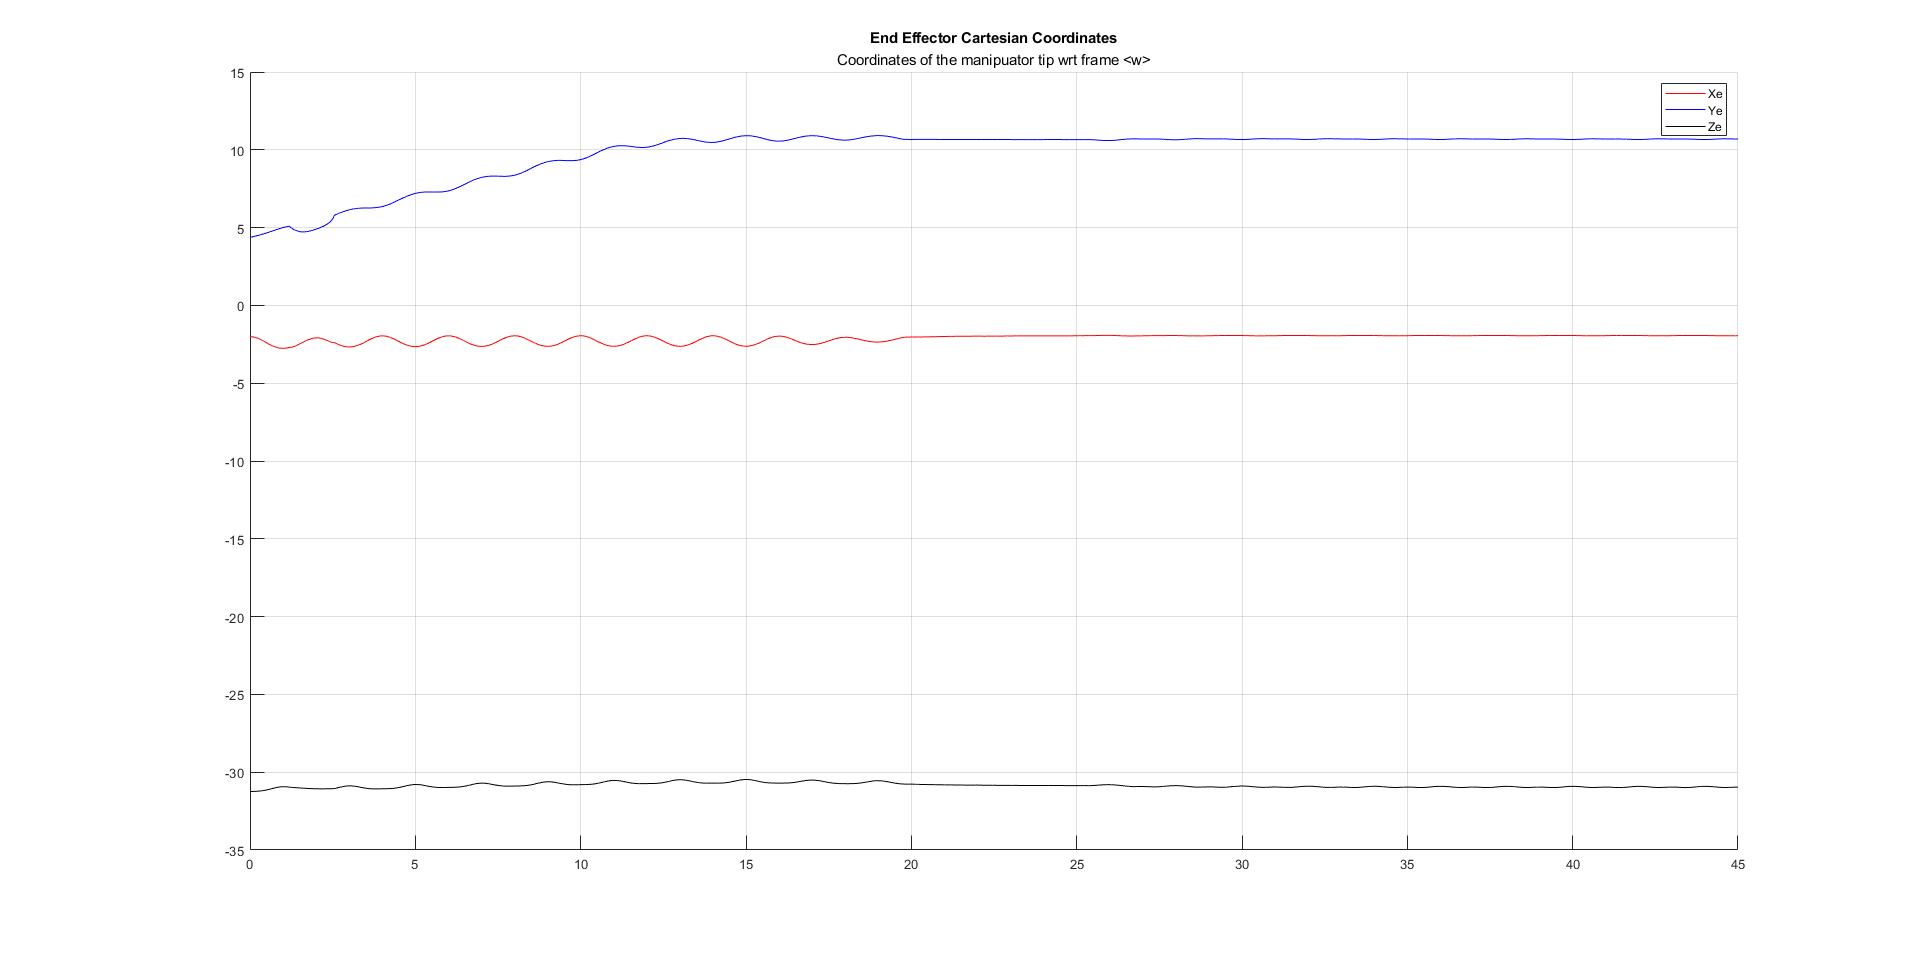 End Effector Cartesian Coordinates
Coordinates of the manipuator tip wrt frame <w>
Xe
Ye
Ze
15
10
5
0
-5
-10
-15
-20
-25
-30
-35
0 5 10 15 20 25 30 35 40 45